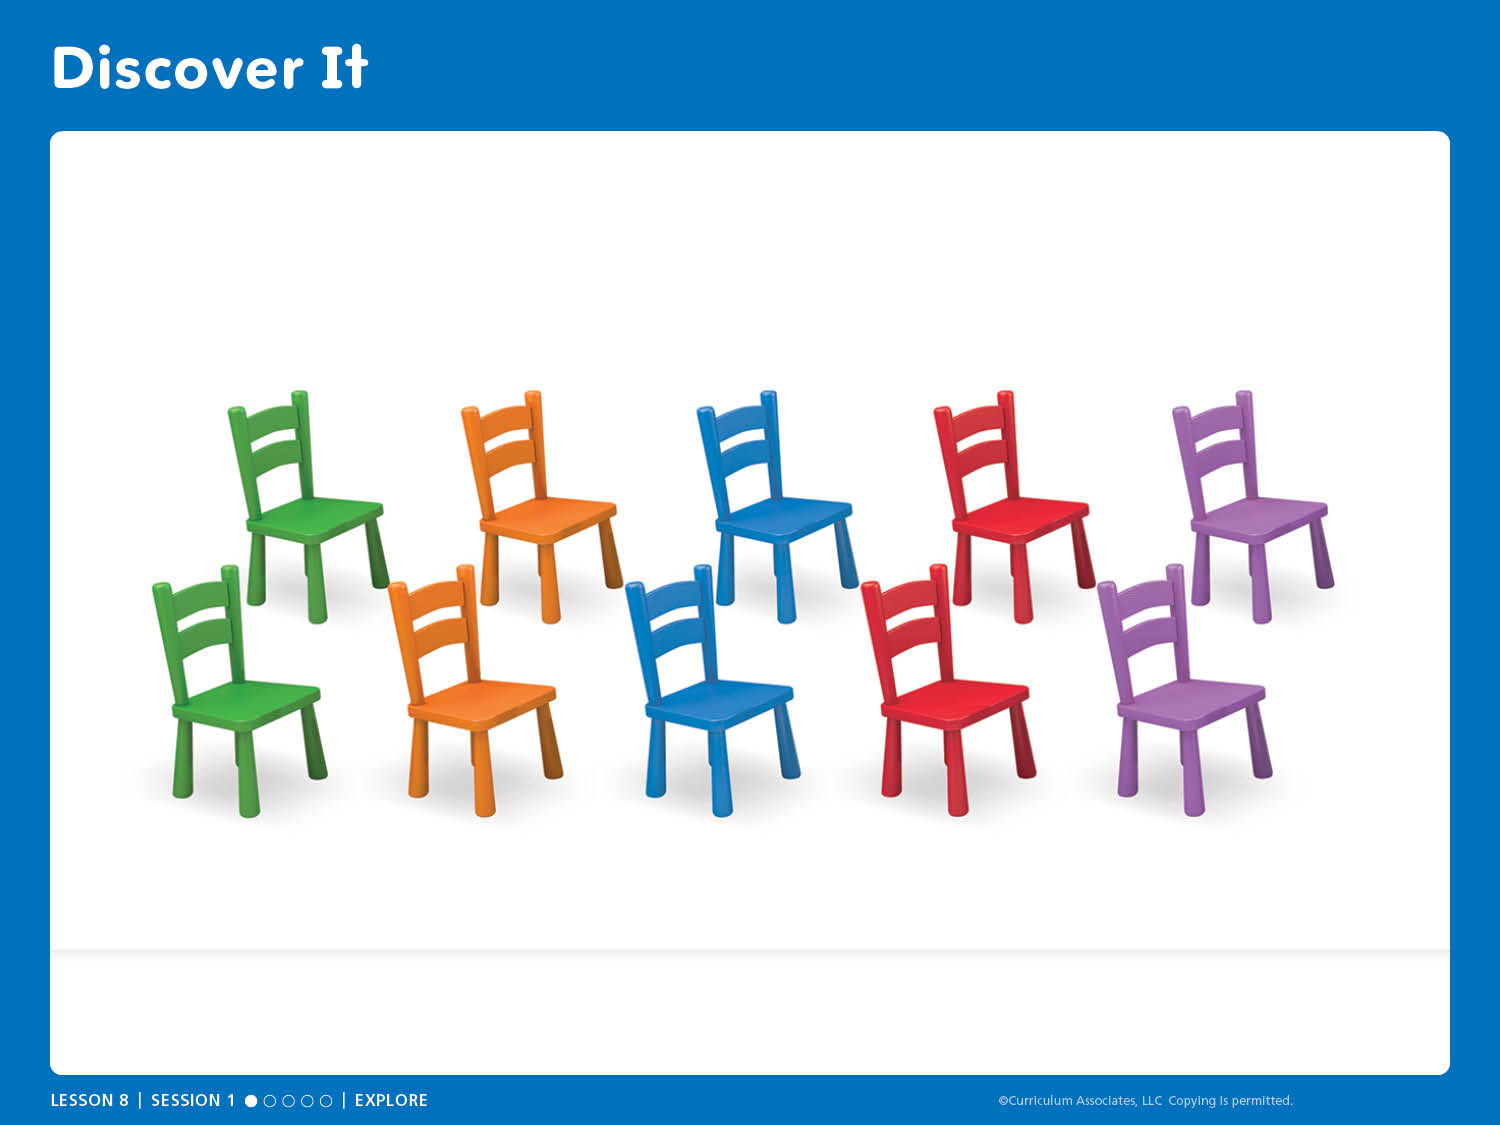 Discover It
LESSON 8 | SESSION 1 ●○○○○ | EXPLORE
©Curriculum Associates, LLC Copying is permitted.